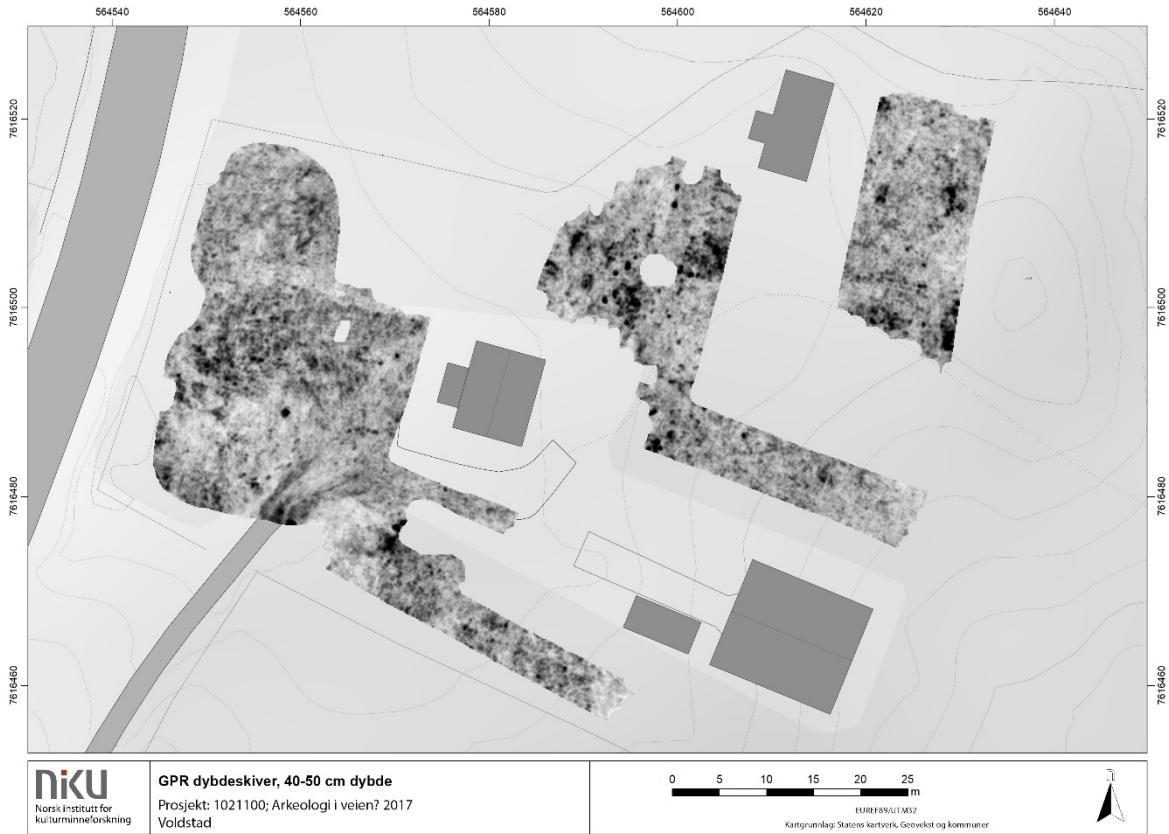 564540 564560 564580 564600 564620 564640
7616520 7616520
7616500 7616500
7616480 7616480
7616460 7616460
NIKU
Norsk institutt for
kulturminneforskning
GPR dybdeskiver, 40-50 cm dybde
Prosjekt: 1021100; Arkeologi i veien? 2017
Voldstad
0 5 10 15 20 25
m
EUREF89/UTM32
Kartgrunnlag: Statens kartverk, Geovekst og kommuner